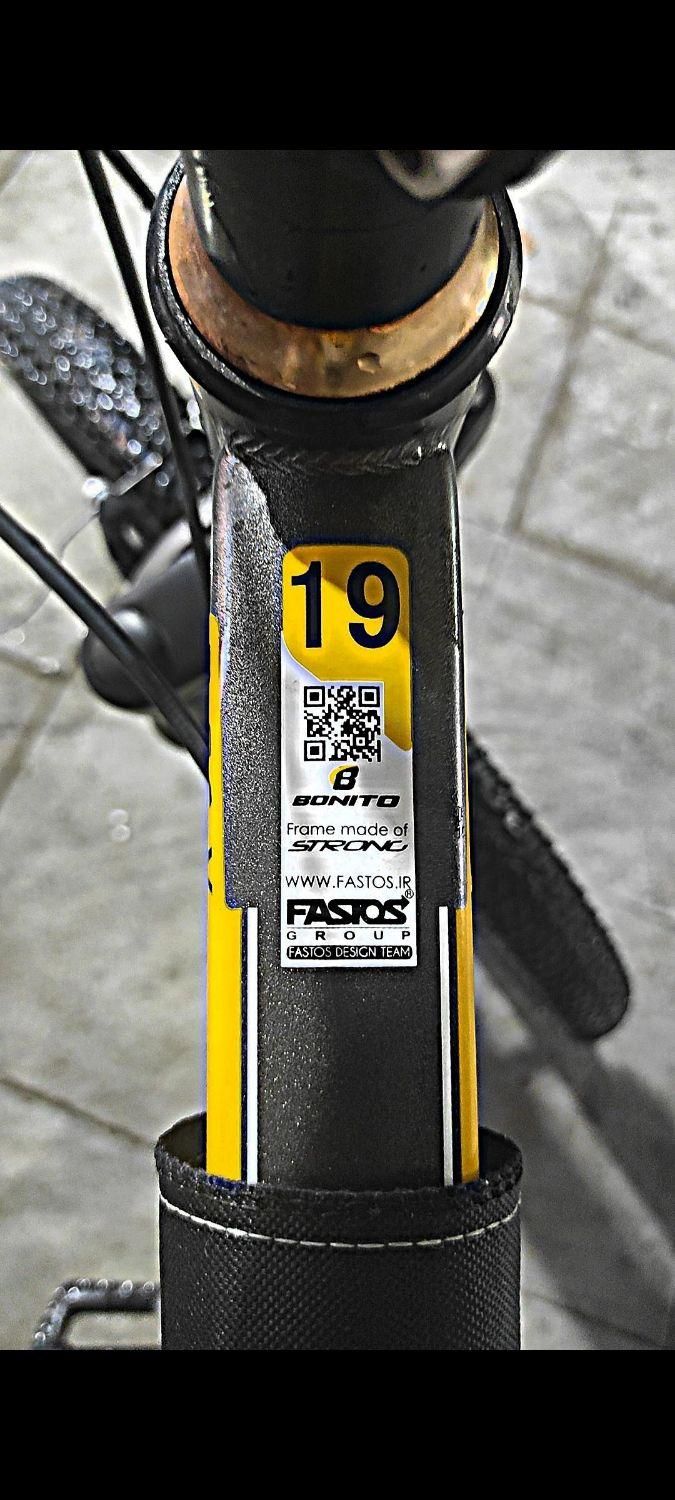 19
B
BONITO
Frame made of
STRONG
WWW.FASTOS.IR
FASTOS®
GROUP
FASTOS DESIGN TEAM